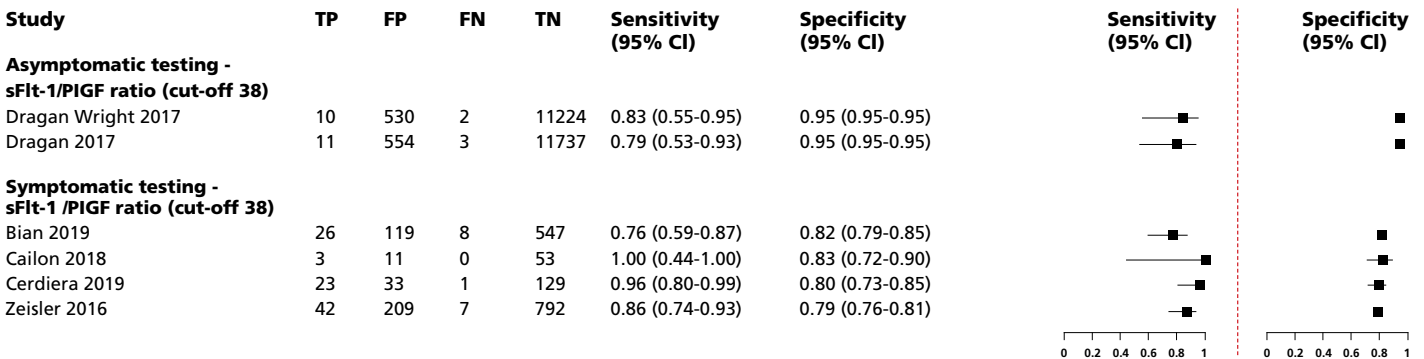 Study TP FP FN TN Sensitivity (95% Cl) Specificity (95% Cl) Sensitivity (95% Cl) Specificity (95% Cl)
Asymptomatic testing -
sFlt-1/PIGF ratio (cut-off 38)
Dragan Wright 2017 10 530 2 11224 0.83 (0.55-0.95) 0.95 (0.95-0.95)
Dragan 2017 11 554 3 11737 0.79 (0.53-0.93) 0.95 (0.95-0.95)
Symptomatic testing -
sFlt-1 /PIGF ratio (cut-off 38)
Bian 2019 26 119 8 547 0.76 (0.59-0.87) 0.82 (0.79-0.85)
Cailon 2018 3 11 0 53 1.00 (0.44-1.00) 0.83 (0.72-0.90)
Cerdiera 2019 23 33 1 129 0.96 (0.80-0.99) 0.80 (0.73-0.85)
Zeisler 2016 42 209 7 792 0.86 (0.74-0.93) 0.79 (0.76-0.81)
0 0.2 0.4 0.6 0.8 1 0 0.2 0.4 0.6 0.8 1